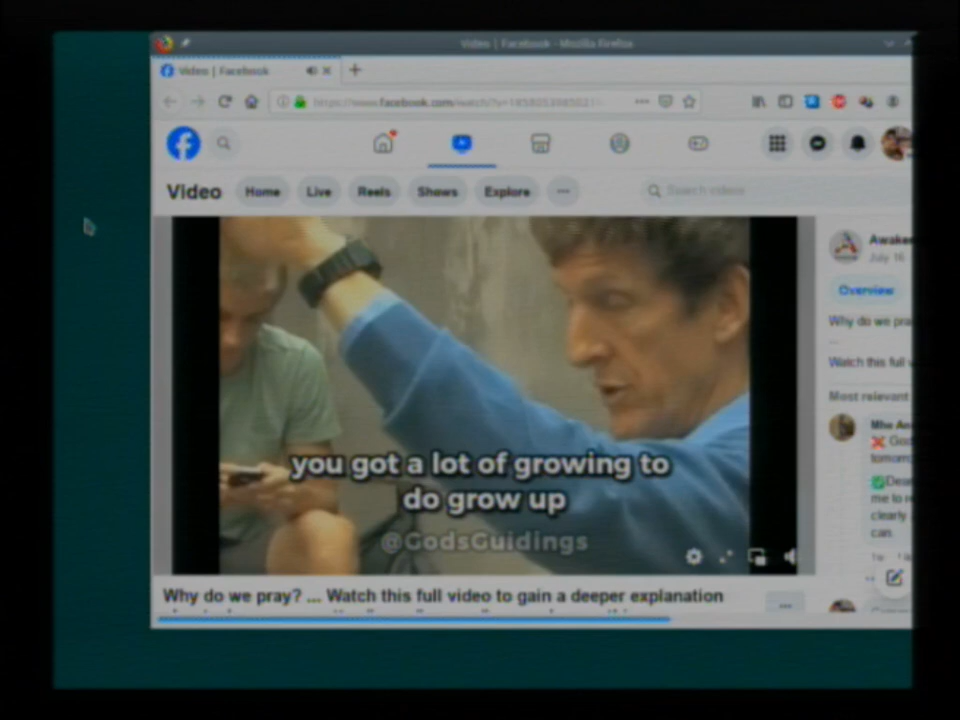 Video | Facebook - Mozilla Firefox
Video | Facebook
https://www.facebook.com/watch/
Video
Home
Live
Reels
Shows
Explore
Search videos
Awaken
July 16
Overview
Why do we pra
...
Watch this full v
Most relevant
God
tomorro
Dea
me to re
clearly
can
you got a lot of growing to
do grow up
@GodsGuidings
Why do we pray? ... Watch this full video to gain a deeper explanation